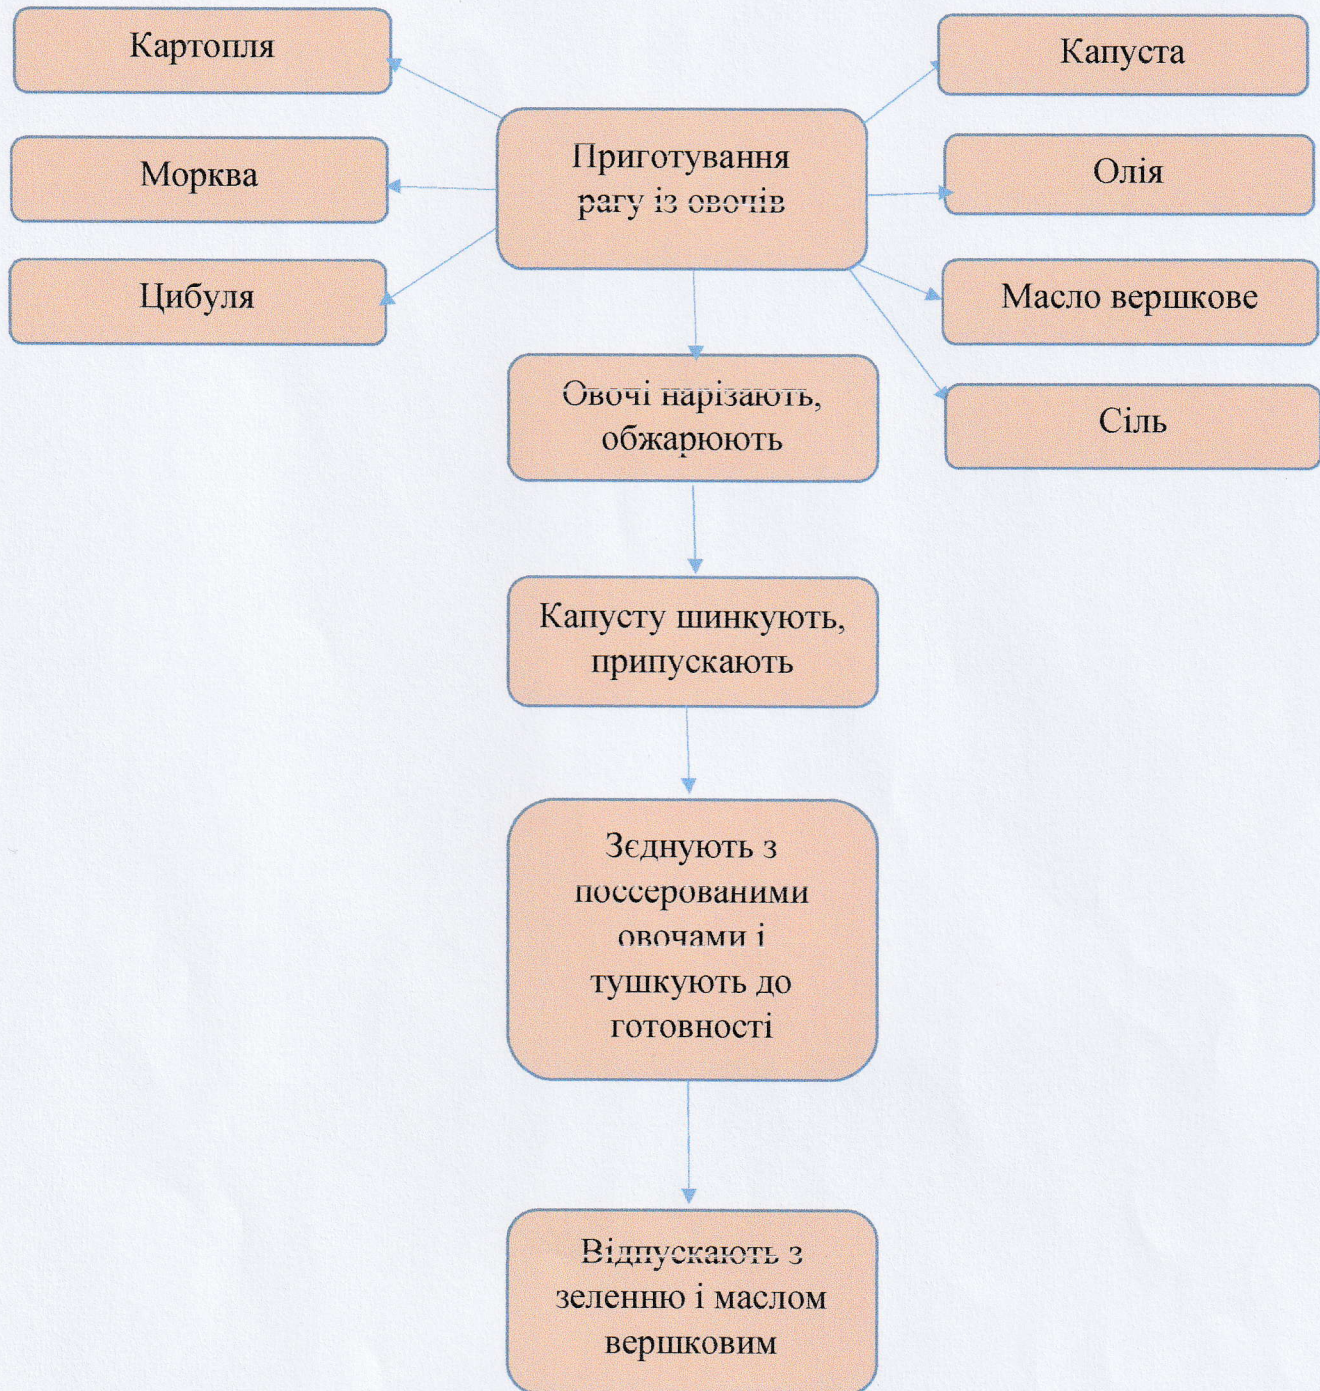 Картопля
Капуста
Приготування
рагу із овочів
Морква
Олія
Цибуля
Масло вершкове
Сіль
Овочі нарізають,
обжарюють
Капусту шинкують,
припускають
Зєднують з
поссерованими
овочами і
тушкують до
готовності
Відпускають з
зеленню і маслом
вершковим